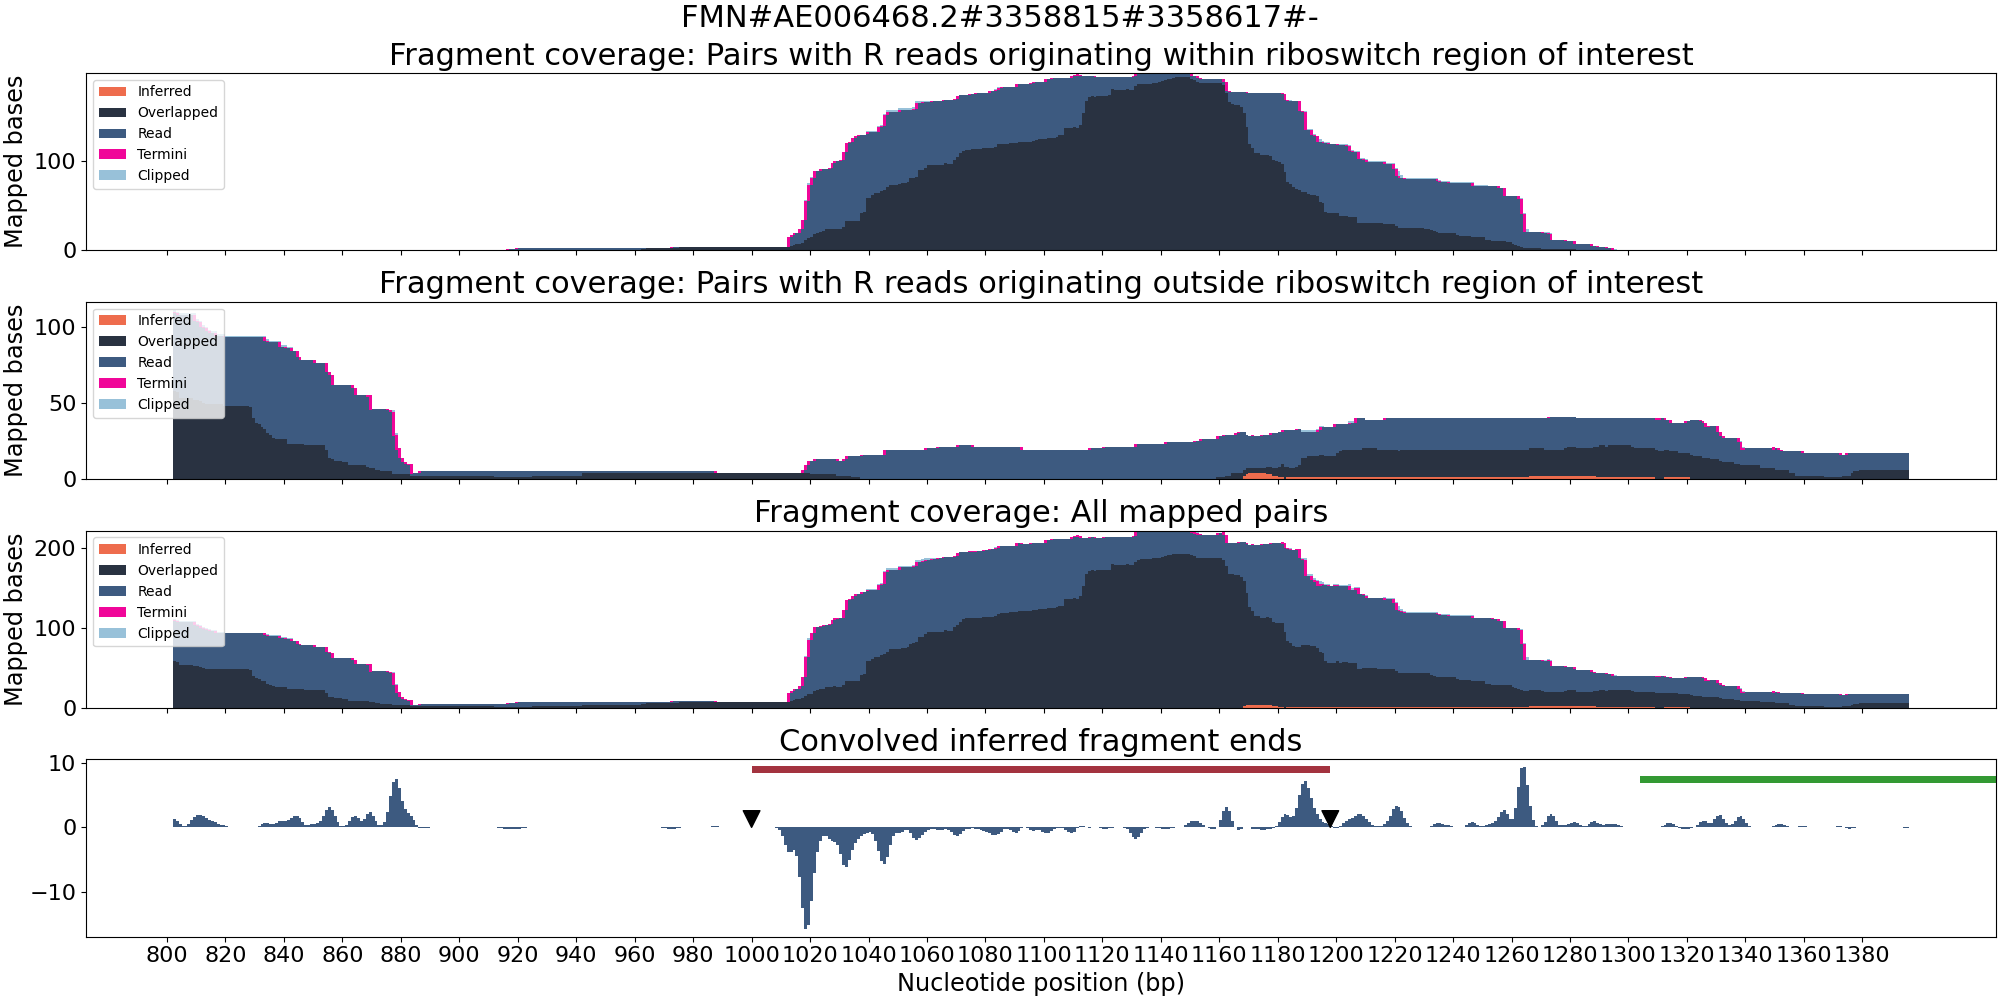 FMN#AE006468.2#3358815#3358617#-
Fragment coverage: Pairs with R reads originating within riboswitch region of interest
Mapped bases
100
0
Inferred
Overlapped
Read
Termini
Clipped
Fragment coverage: Pairs with R reads originating outside riboswitch region of interest
Mapped bases
100
50
0
Inferred
Overlapped
Read
Termini
Clipped
Fragment coverage: All mapped pairs
Mapped bases
200
100
0
Inferred
Overlapped
Read
Termini
Clipped
Convolved inferred fragment ends
10
0
−10
800 820 840 860 880 900 920 940 960 980 1000 1020 1040 1060 1080 1100 1120 1140 1160 1180 1200 1220 1240 1260 1280 1300 1320 1340 1360 1380
Nucleotide position (bp)